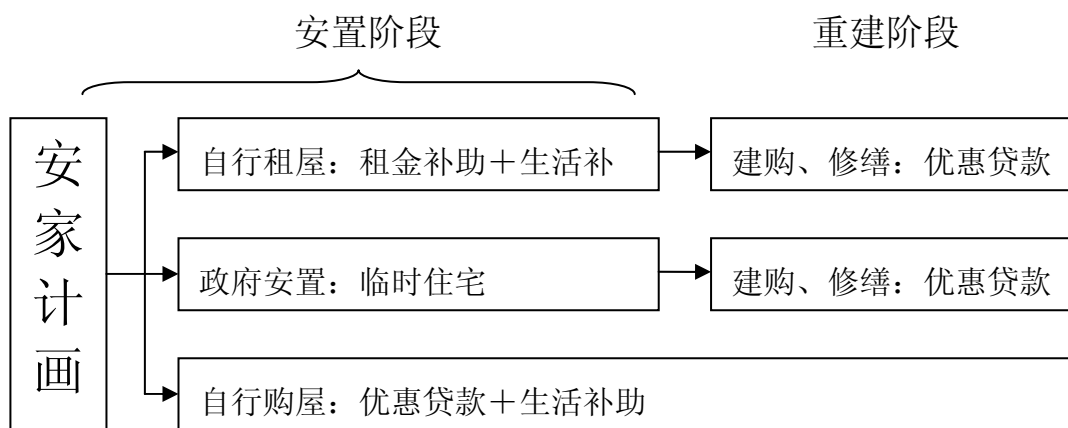 安置阶段
重建阶段
安家计画
自行租屋：租金补助＋生活补
建购、修缮：优惠贷款
政府安置：临时住宅
建购、修缮：优惠贷款
自行购屋：优惠贷款＋生活补助